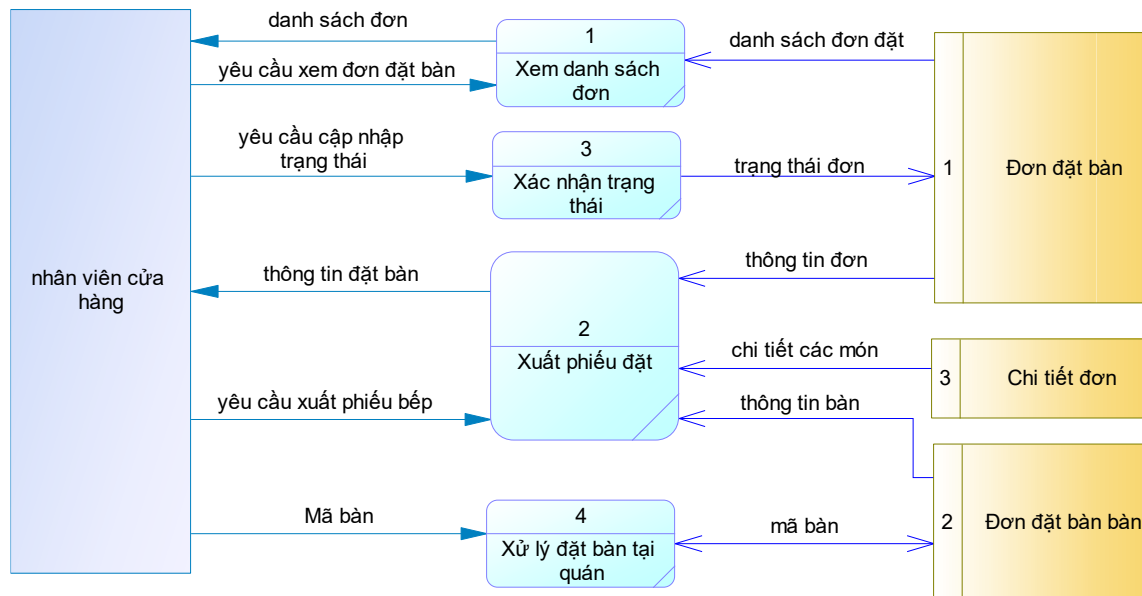 danh sách đơn
yêu cầu xem đơn đặt bàn
1
Xem danh sách
đơn
danh sách đơn đặt
yêu cầu cập nhập
trạng thái
3
Xác nhận trạng
thái
trạng thái đơn
1
Đơn đặt bàn
nhân viên cửa
hàng
thông tin đặt bàn
yêu cầu xuất phiếu bếp
2
Xuất phiếu đặt
thông tin đơn
chi tiết các món
thông tin bàn
3
Chi tiết đơn
Mã bàn
4
Xử lý đặt bàn tại
quán
mã bàn
2
Đơn đặt bàn bàn